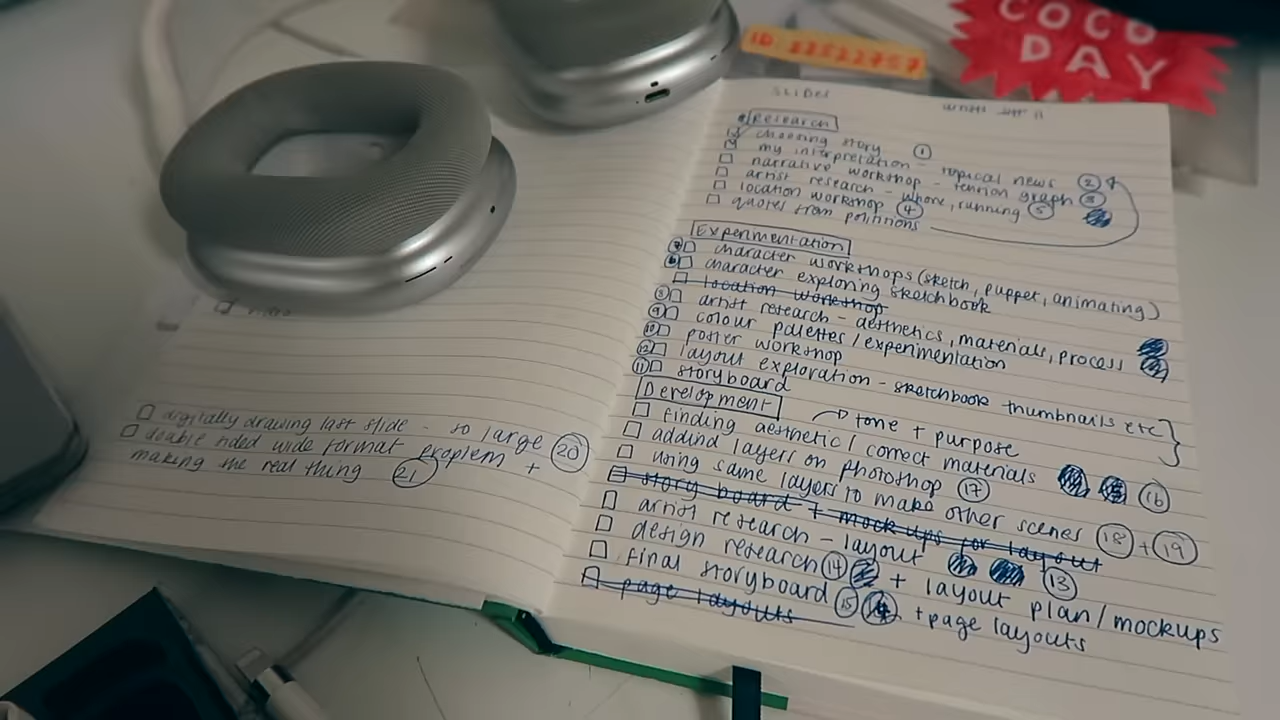 COCO
DAY
SLIDES
Research
choosing story ①
my interpretation - topical news ②
narrative workshop - tension graph ③
artist research - where, running ⑤
location workshop ④
quotes from politicians
Experimentation
character workshops (sketch, puppet, animating)
character exploring sketchbook
location workshop
artist research - aesthetics, materials, process
colour palettes / experimentation
poster workshop
layout exploration - sketchbook thumbnails etc
⑪ storyboard
Development → tone + purpose
finding aesthetic / correct materials ⑯
adding layers on photoshop ⑰
using same layers to make other scenes ⑱ + ⑲
story board + mock ups for layout
artist research - layout ⑬
design research ⑭ + layout plan / mockups
final storyboard ⑮ + page layouts
page layouts
digitally drawing last slide - so large ⑳
double sided wide format problem +
making the real thing ㉑